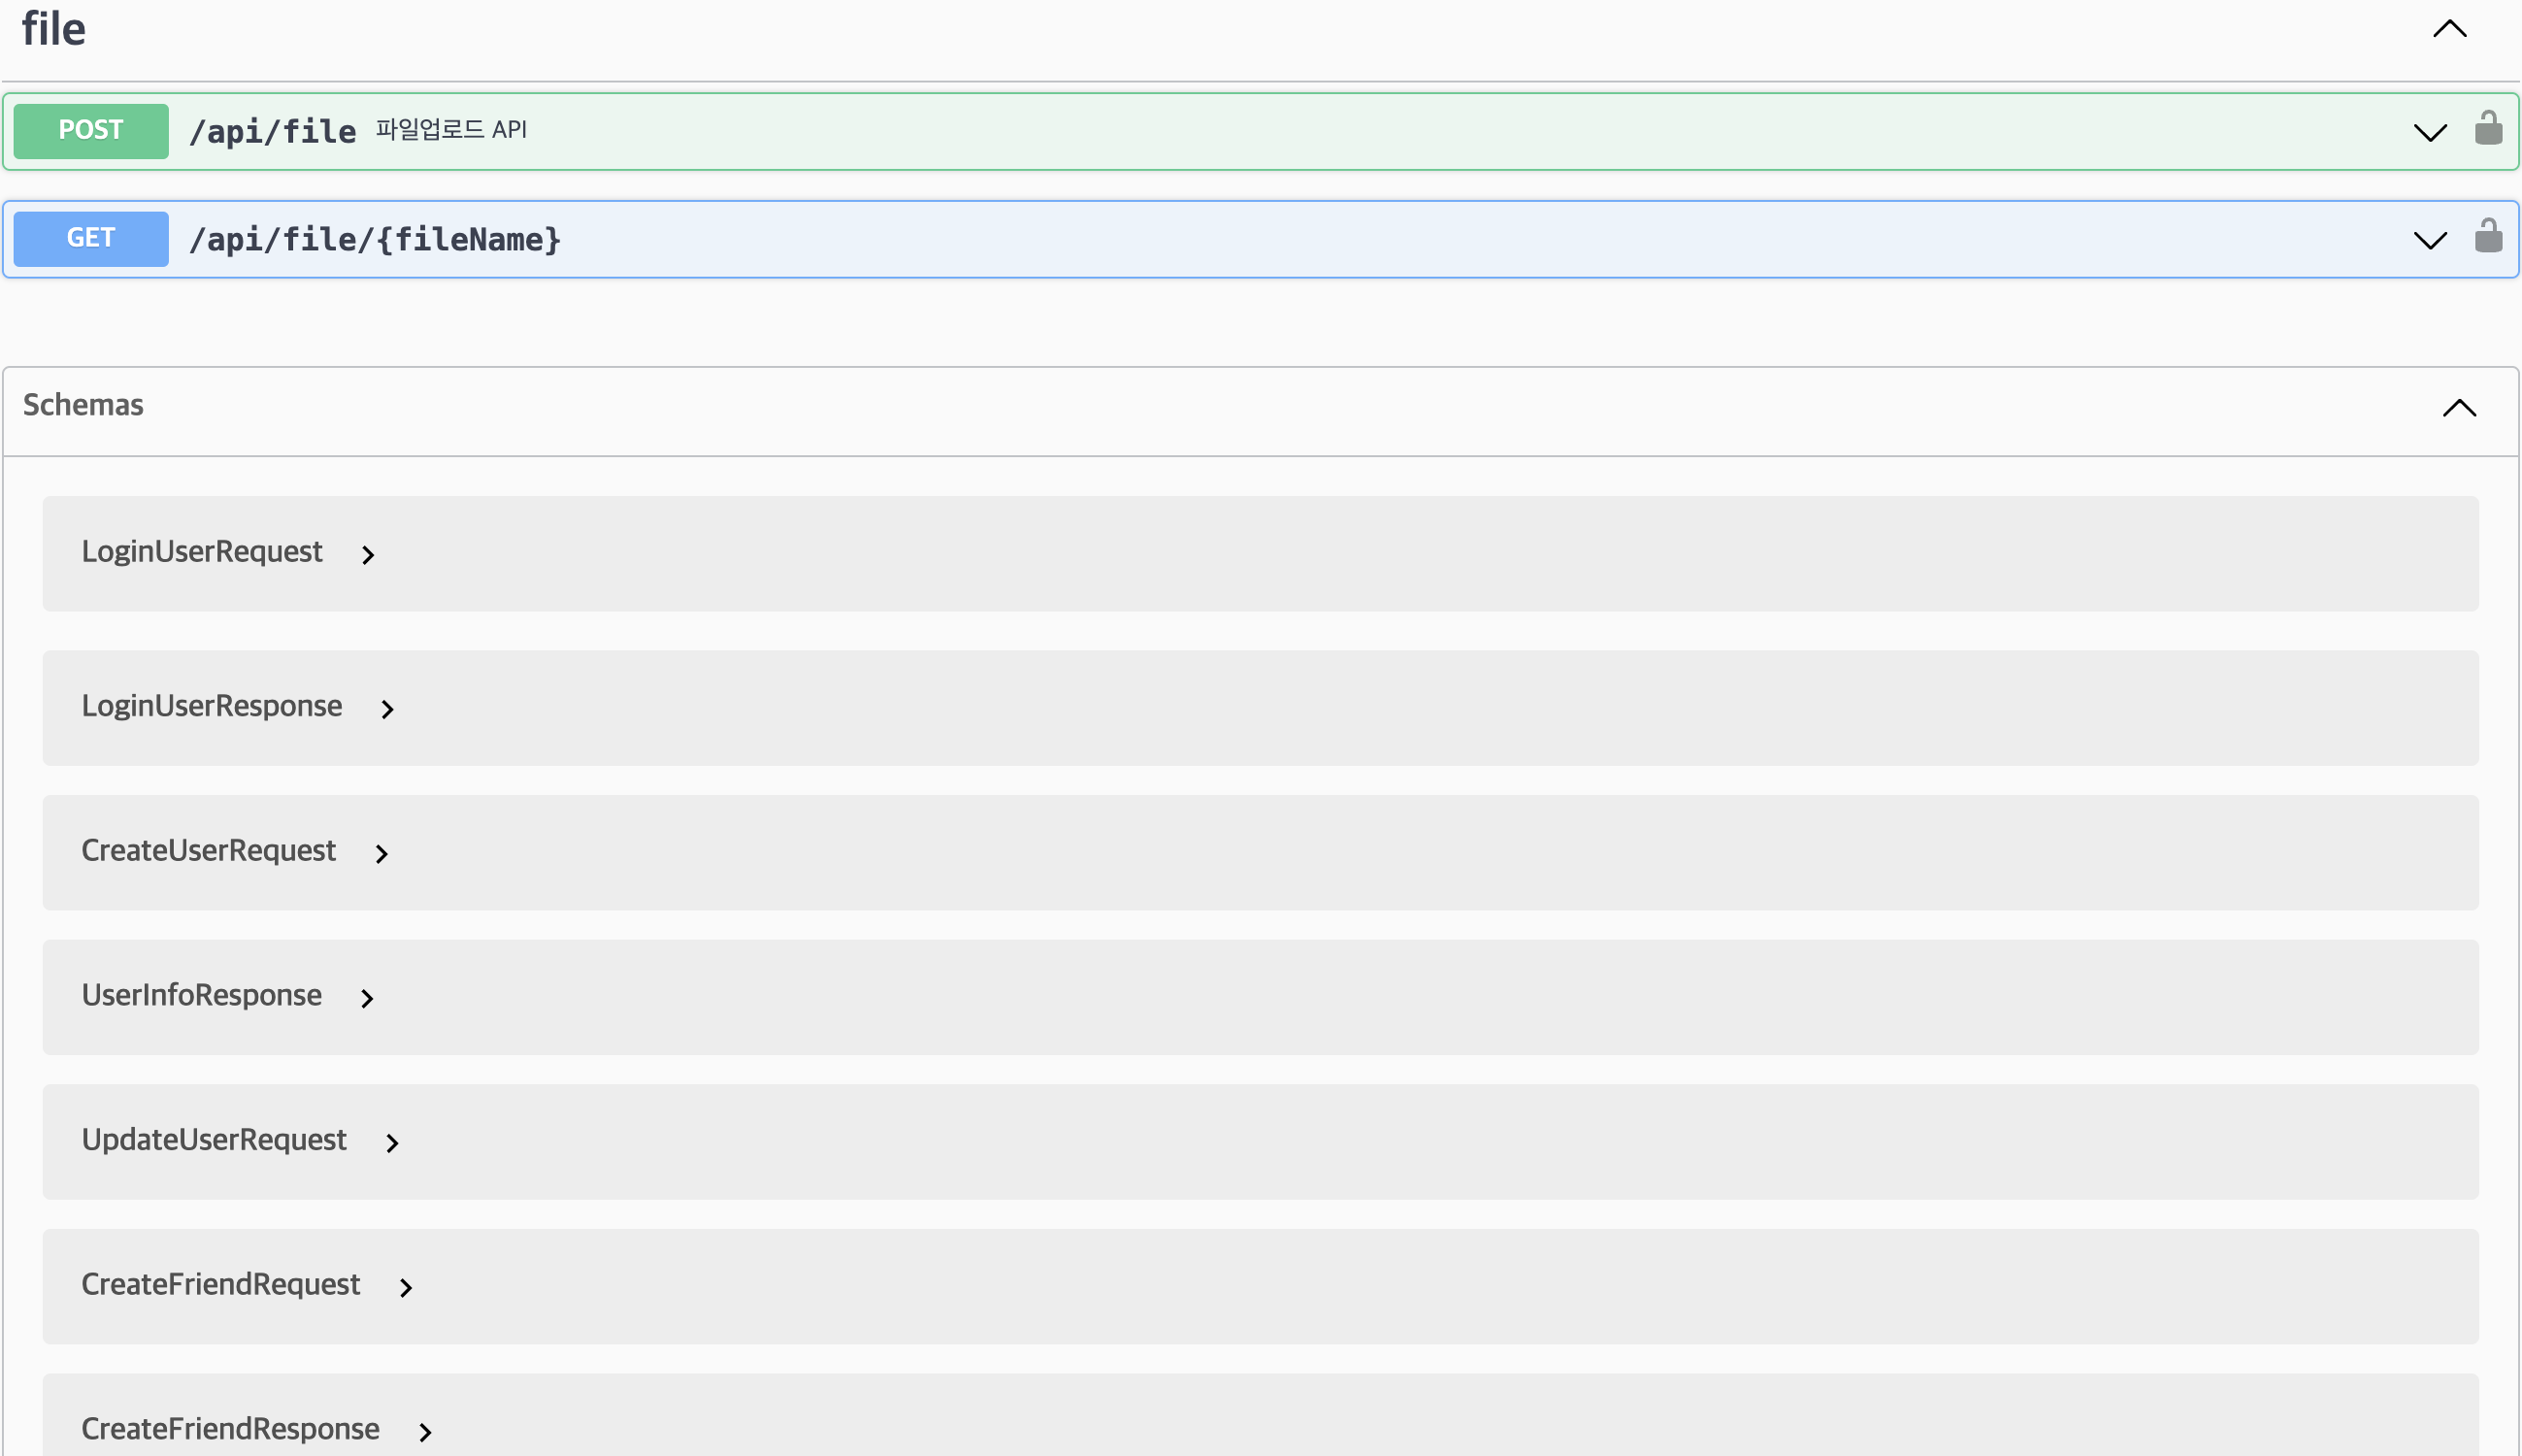 file
POST /api/file 파일업로드 API
GET /api/file/{fileName}
Schemas
LoginUserRequest
LoginUserResponse
CreateUserRequest
UserInfoResponse
UpdateUserRequest
CreateFriendRequest
CreateFriendResponse